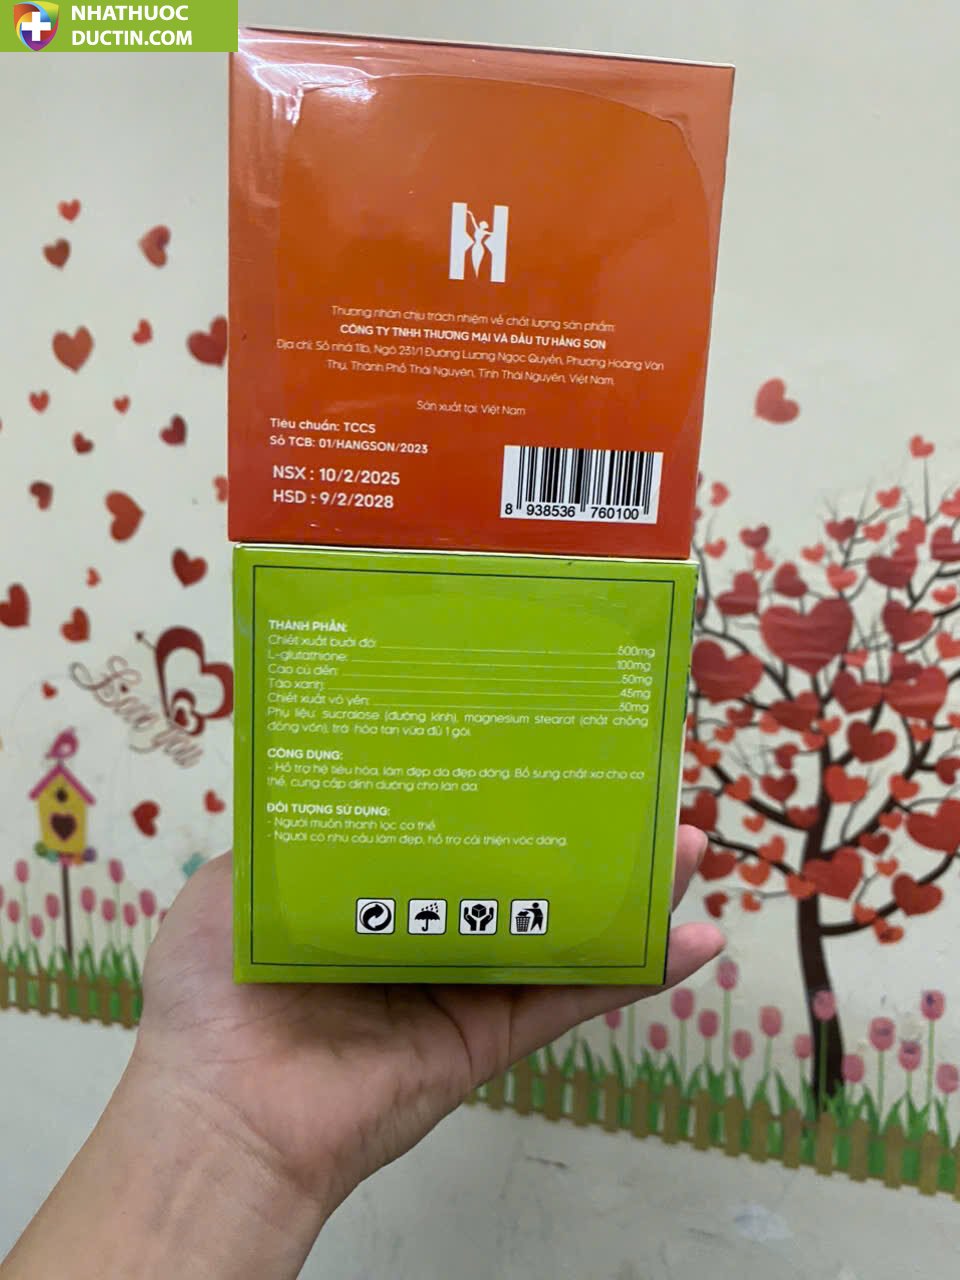 NHATHUOC
DUCTIN.COM
Thương nhân chịu trách nhiệm về chất lượng sản phẩm:
CÔNG TY TNHH THƯƠNG MẠI VÀ ĐẦU TƯ HẰNG SON
Địa chỉ: Số nhà 11b, Ngõ 231/1 Đường Lương Ngọc Quyến, Phường Hoàng Văn
Thụ, Thành Phố Thái Nguyên, Tỉnh Thái Nguyên, Việt Nam.
Sản xuất tại: Việt Nam
Tiêu chuẩn: TCCS
Số TCB: 01/HANGSON/2023
NSX : 10/2/2025
HSD : 9/2/2028
8 938536 760100
THÀNH PHẦN:
Chiết xuất bưởi đỏ: 500mg
L-glutathione: 100mg
Cao củ dền: 50mg
Táo xanh: 45mg
Chiết xuất vỏ yến: 30mg
Phụ liệu: sucralose (đường kính), magnesium stearat (chất chống
đông vón), trà hòa tan vừa đủ 1 gói.
CÔNG DỤNG:
- Hỗ trợ hệ tiêu hóa, làm đẹp da đẹp dáng. Bổ sung chất xơ cho cơ
thể, cung cấp dinh dưỡng cho làn da.
ĐỐI TƯỢNG SỬ DỤNG:
- Người muốn thanh lọc cơ thể
- Người có nhu cầu làm đẹp, hỗ trợ cải thiện vóc dáng.
love you